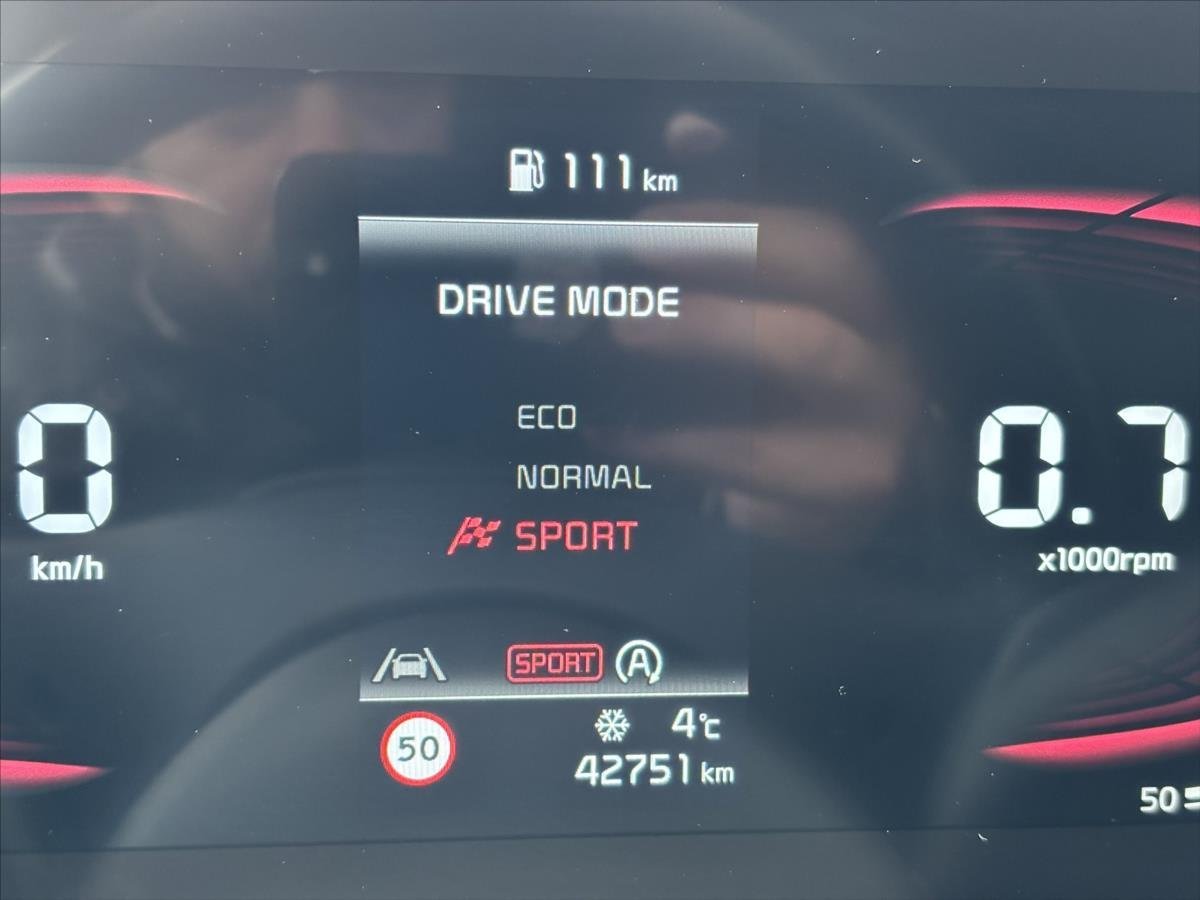 111 km
DRIVE MODE
ECO
NORMAL
SPORT
0
km/h
0.7
x1000rpm
SPORT A
50
4°C
42751 km
50